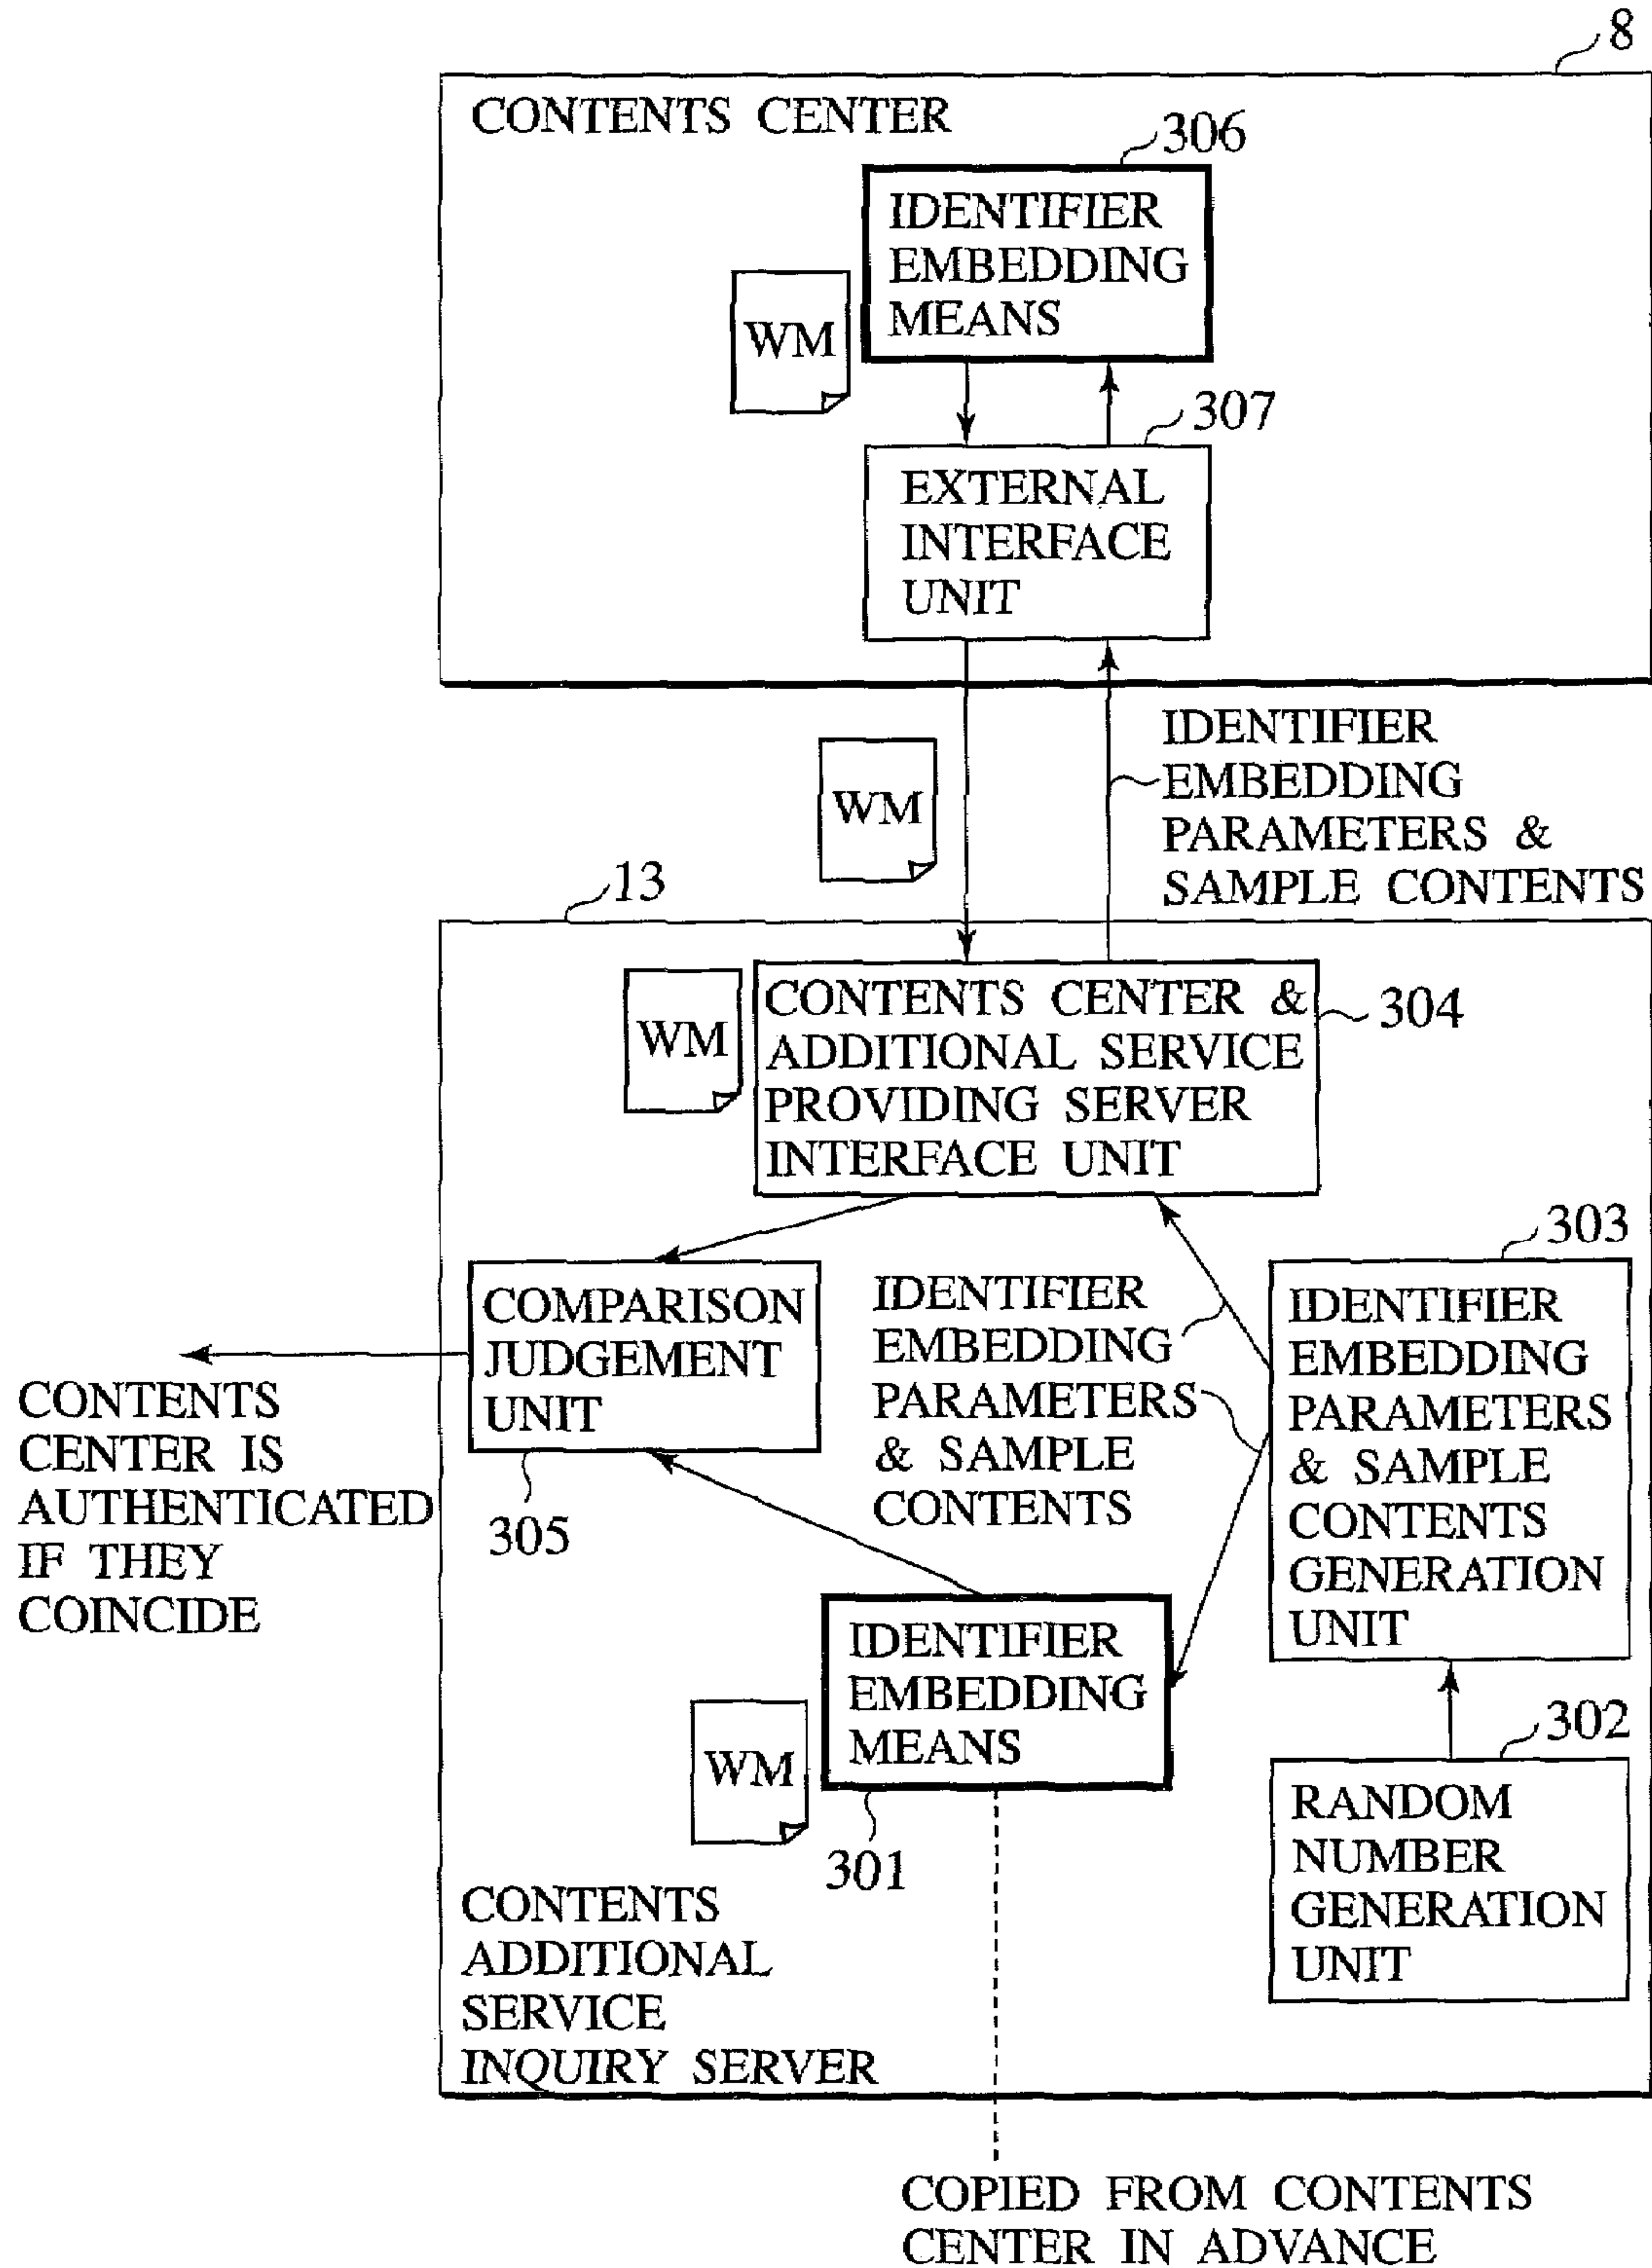 8
CONTENTS CENTER
306
IDENTIFIER
EMBEDDING
MEANS
WM
307
EXTERNAL
INTERFACE
UNIT
IDENTIFIER
EMBEDDING
PARAMETERS &
SAMPLE CONTENTS
WM
13
CONTENTS CENTER &
ADDITIONAL SERVICE
PROVIDING SERVER
INTERFACE UNIT
304
WM
303
IDENTIFIER
EMBEDDING
PARAMETERS
& SAMPLE
CONTENTS
GENERATION
UNIT
IDENTIFIER
EMBEDDING
PARAMETERS
& SAMPLE
CONTENTS
COMPARISON
JUDGEMENT
UNIT
305
CONTENTS
CENTER IS
AUTHENTICATED
IF THEY
COINCIDE
IDENTIFIER
EMBEDDING
MEANS
WM
301
302
RANDOM
NUMBER
GENERATION
UNIT
CONTENTS
ADDITIONAL
SERVICE
INQUIRY SERVER
COPIED FROM CONTENTS
CENTER IN ADVANCE